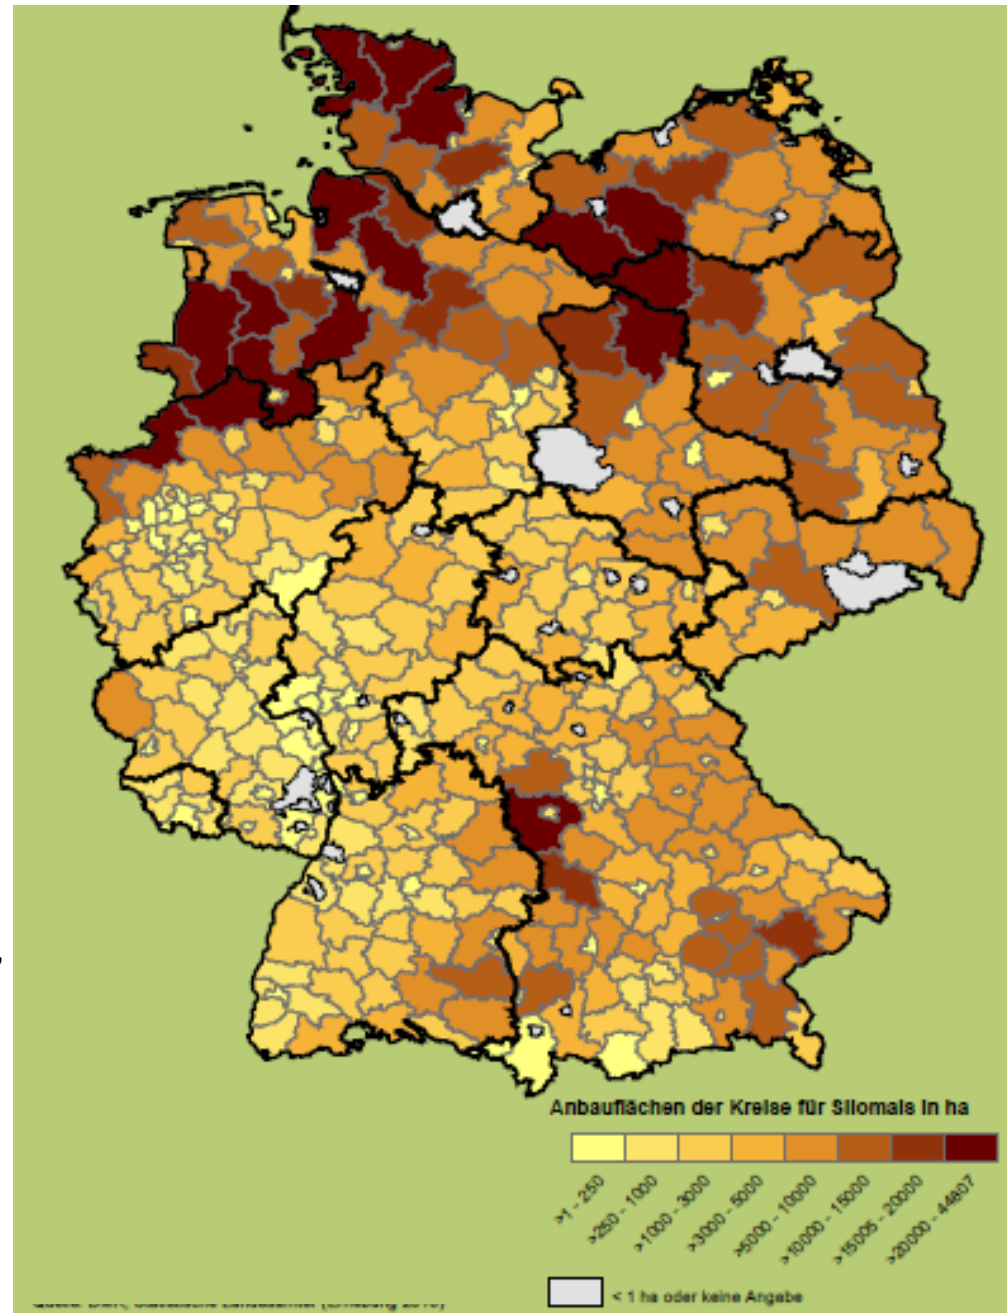 Anbauflächen der Kreise für Silomais in ha
>1 - 250
>250 - 1000
>1000 - 3000
>3000 - 5000
>5000 - 10000
>10000 - 15000
>15005 - 20000
>20000 - 44807
< 1 ha oder keine Angabe